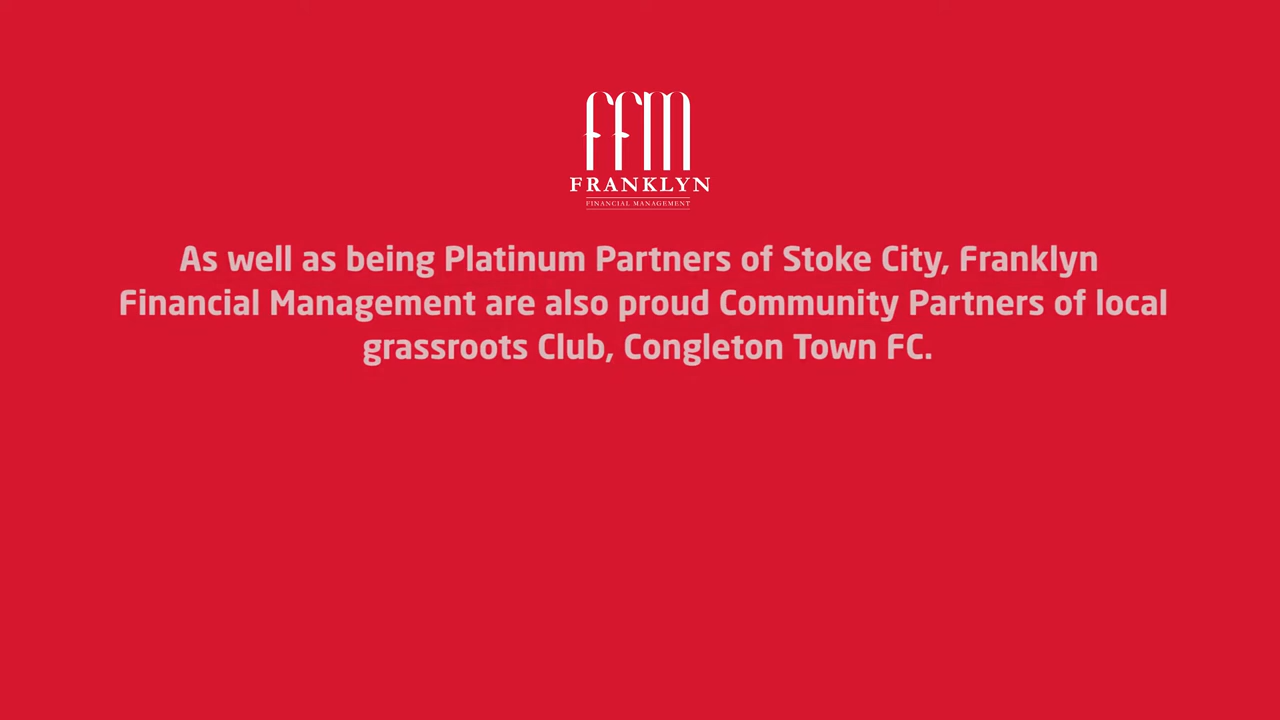 ffm
FRANKLYN
FINANCIAL MANAGEMENT
As well as being Platinum Partners of Stoke City, Franklyn
Financial Management are also proud Community Partners of local
grassroots Club, Congleton Town FC.